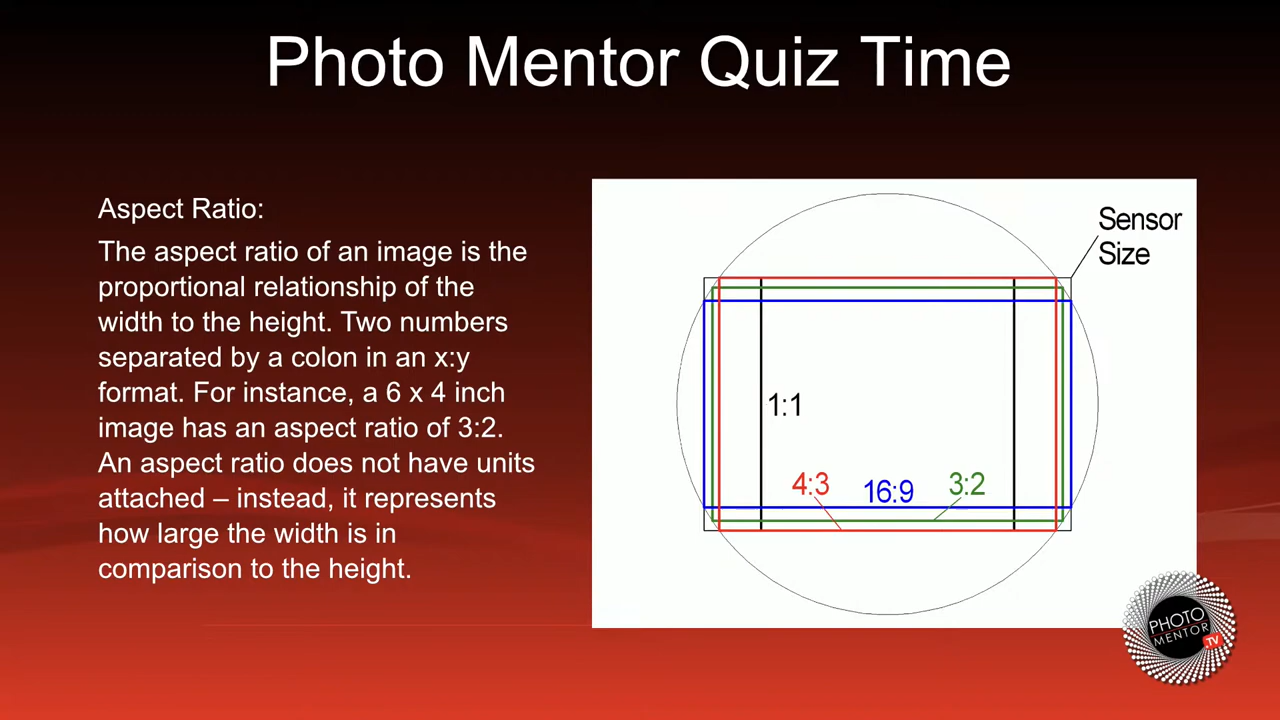 Photo Mentor Quiz Time
Aspect Ratio:
The aspect ratio of an image is the
proportional relationship of the
width to the height. Two numbers
separated by a colon in an x:y
format. For instance, a 6 x 4 inch
image has an aspect ratio of 3:2.
An aspect ratio does not have units
attached – instead, it represents
how large the width is in
comparison to the height.
Sensor
Size
1:1
4:3
16:9
3:2
PHOTO
MENTOR
TV